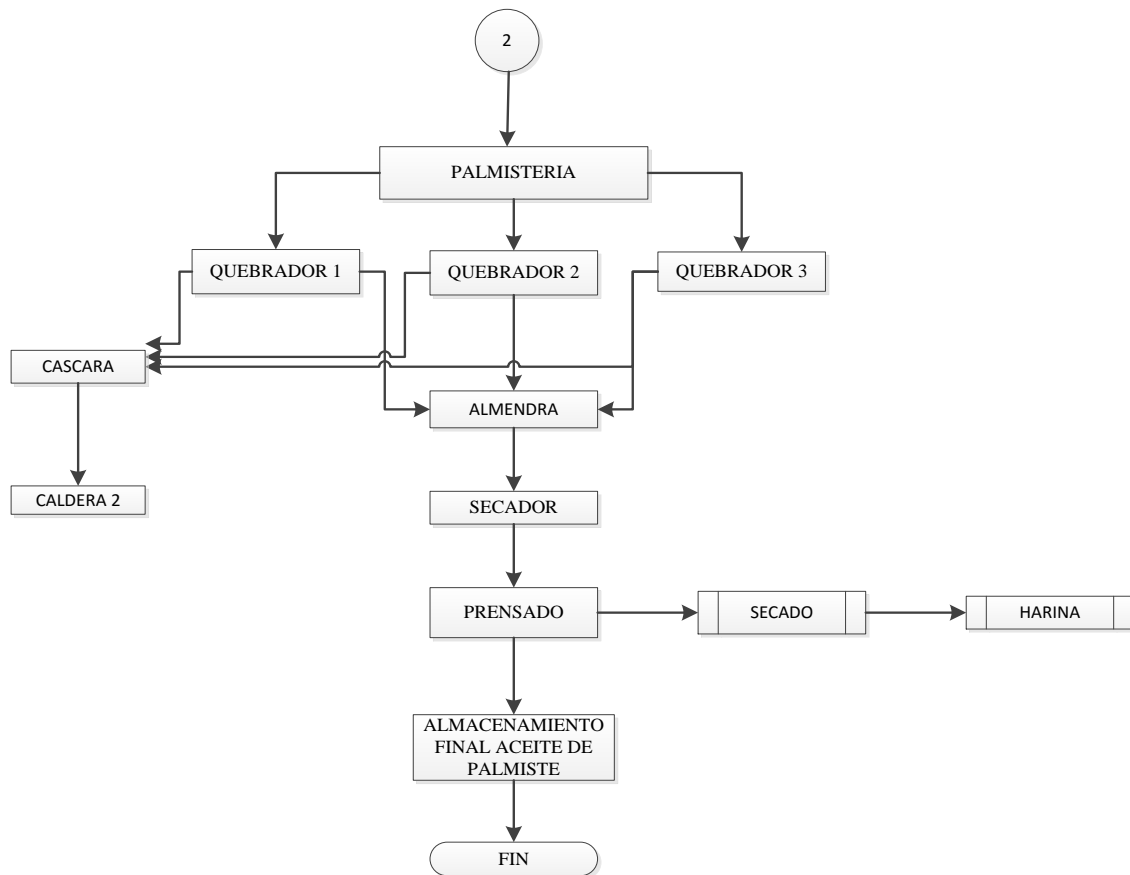 2
PALMISTERIA
QUEBRADOR 1
QUEBRADOR 2
QUEBRADOR 3
CASCARA
ALMENDRA
CALDERA 2
SECADOR
PRENSADO
SECADO
HARINA
ALMACENAMIENTO
FINAL ACEITE DE
PALMISTE
FIN